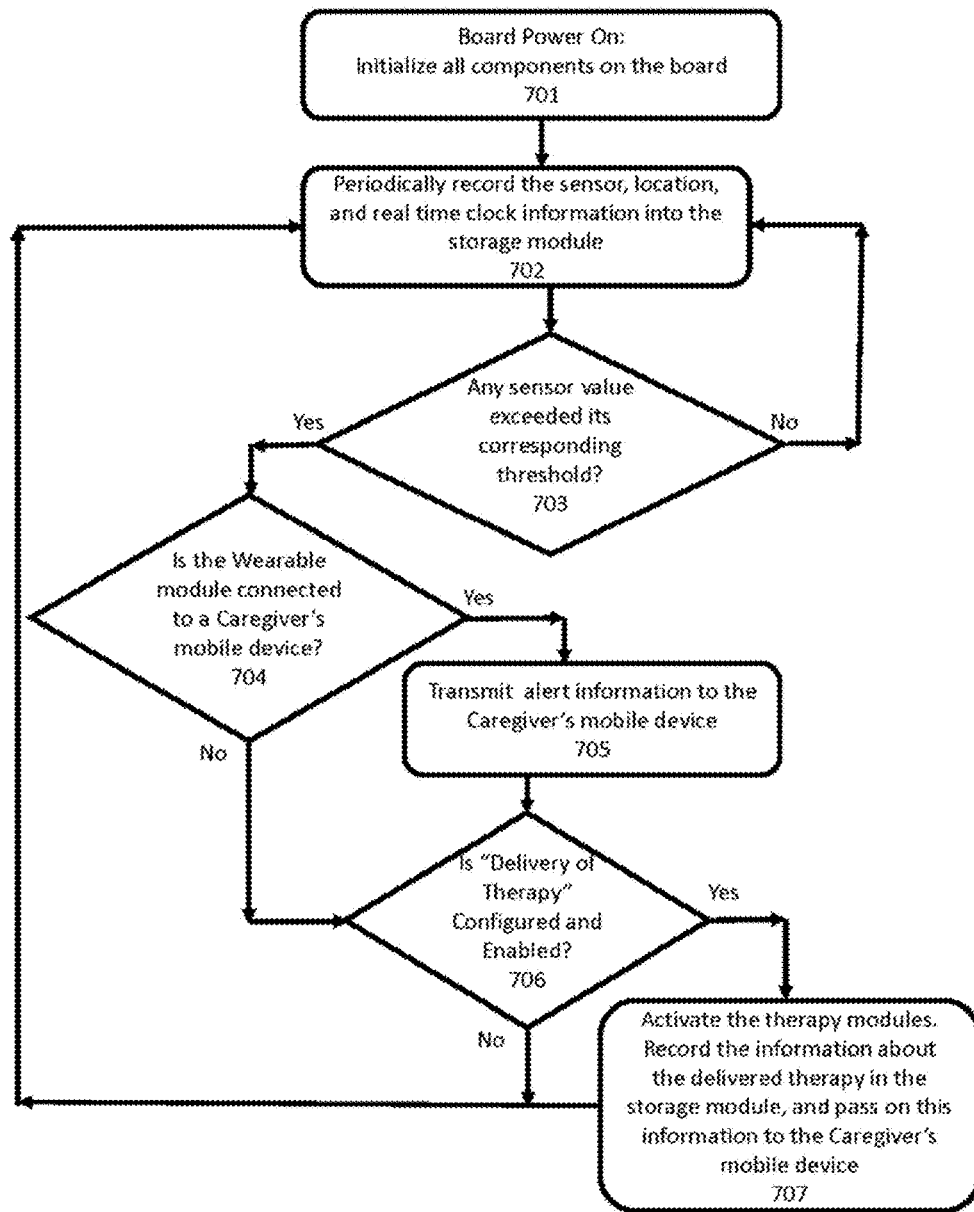 Board Power On:
Initialize all components on the board
701
Periodically record the sensor, location,
and real time clock information into the
storage module
702
Any sensor value
exceeded its
corresponding
threshold?
703
Yes
No
Is the Wearable
module connected
to a Caregiver's
mobile device?
704
Yes
No
Transmit alert information to the
Caregiver's mobile device
705
Is "Delivery of
Therapy"
Configured and
Enabled?
706
Yes
No
Activate the therapy modules.
Record the information about
the delivered therapy in the
storage module, and pass on this
information to the Caregiver's
mobile device
707